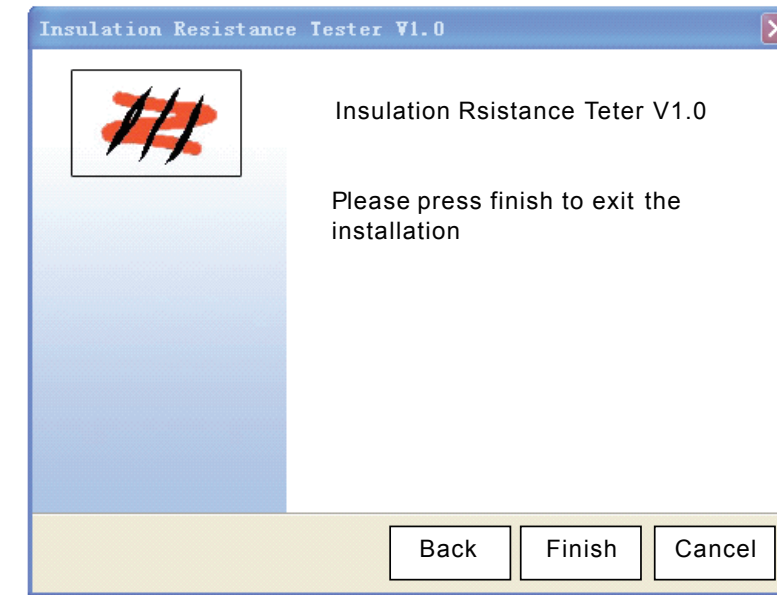 Insulation Resistance Tester V1.0
Insulation Rsistance Teter V1.0
Please press finish to exit the
installation
Back Finish Cancel